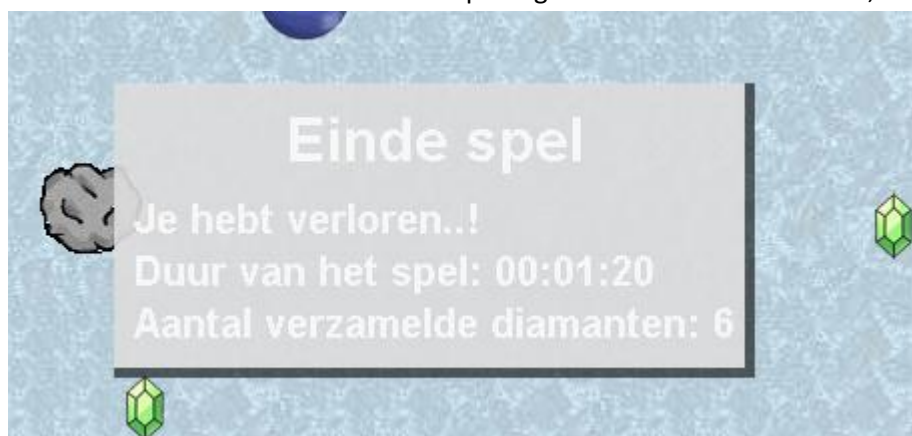 Einde spel
Je hebt verloren..!
Duur van het spel: 00:01:20
Aantal verzamelde diamanten: 6